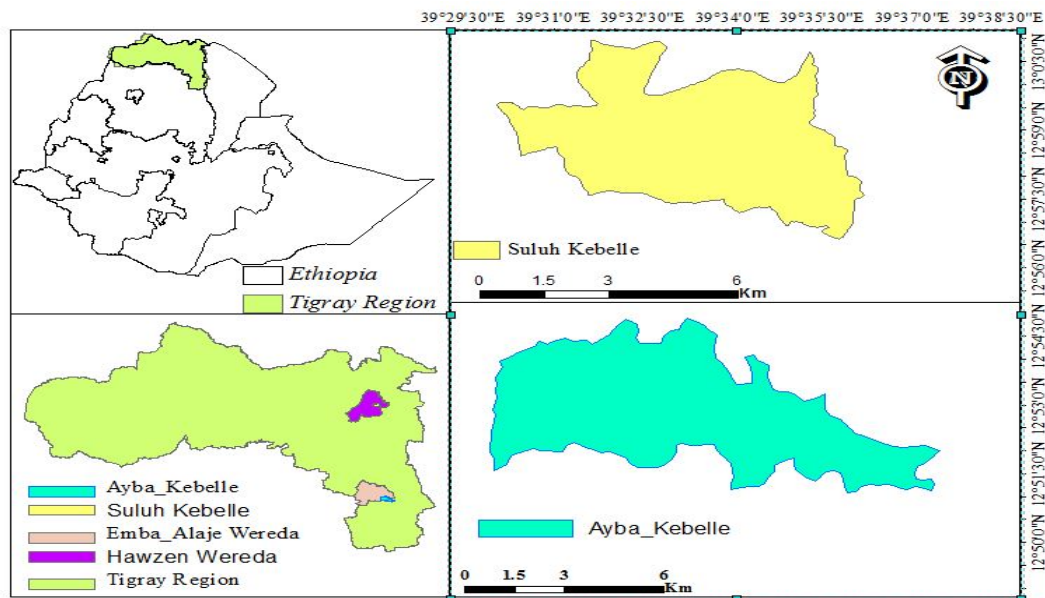 39°29'30"E 39°31'0"E 39°32'30"E 39°34'0"E 39°35'30"E 39°37'0"E 39°38'30"E
N
Ethiopia
Tigray Region
Suluh Kebelle
0 1.5 3 6
Km
13°0'30"N
12°59'0"N
12°57'30"N
12°56'0"N
12°54'30"N
12°53'0"N
12°51'30"N
12°50'0"N
Ayba_Kebelle
Suluh Kebelle
Emba_Alaje Wereda
Hawzen Wereda
Tigray Region
Ayba_Kebelle
0 1.5 3 6
Km